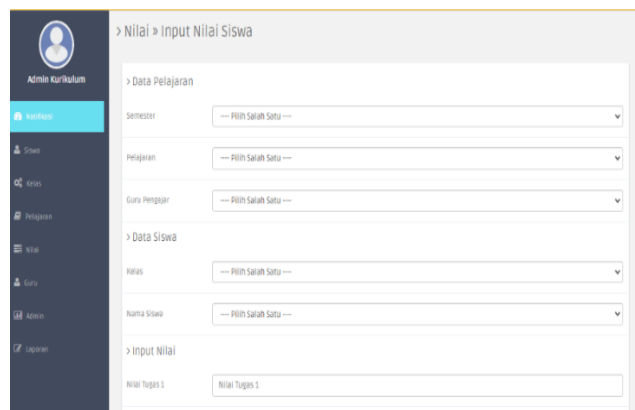 > Nilai » Input Nilai Siswa
Admin Kurikulum
Notifikasi
Siswa
Kelas
Pelajaran
Nilai
Guru
Admin
Laporan
> Data Pelajaran
Semester
---- Pilih Salah Satu ----
Pelajaran
---- Pilih Salah Satu ----
Guru Pengajar
---- Pilih Salah Satu ----
> Data Siswa
Kelas
---- Pilih Salah Satu ----
Nama Siswa
---- Pilih Salah Satu ----
> Input Nilai
Nilai Tugas 1
Nilai Tugas 1